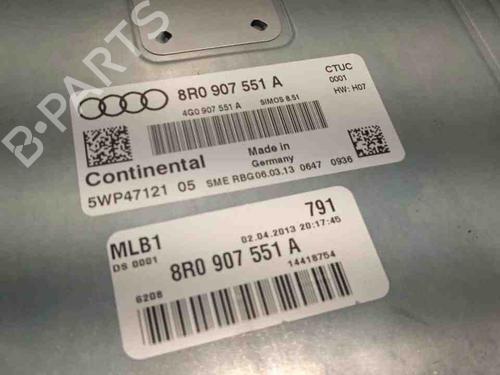 B-PARTS
8R0 907 551 A
CTUC
0001
4G0 907 551 A SIMOS 8.51
HW: H07
Continental
Made in
Germany
5WP47121 05 SME RBG06.03.13 0647 0936
MLB1
DS 0001
791
02.04.2013 20:17:45
8R0 907 551 A
6208
14418754